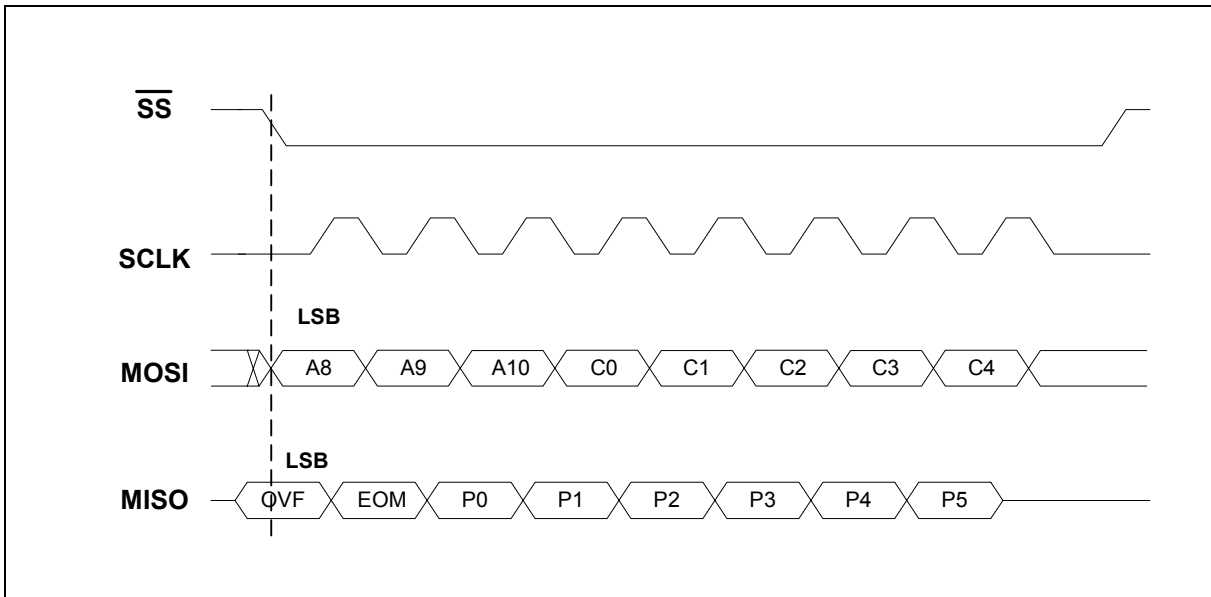 SS
SCLK
LSB
MOSI A8 A9 A10 C0 C1 C2 C3 C4
LSB
MISO OVF EOM P0 P1 P2 P3 P4 P5